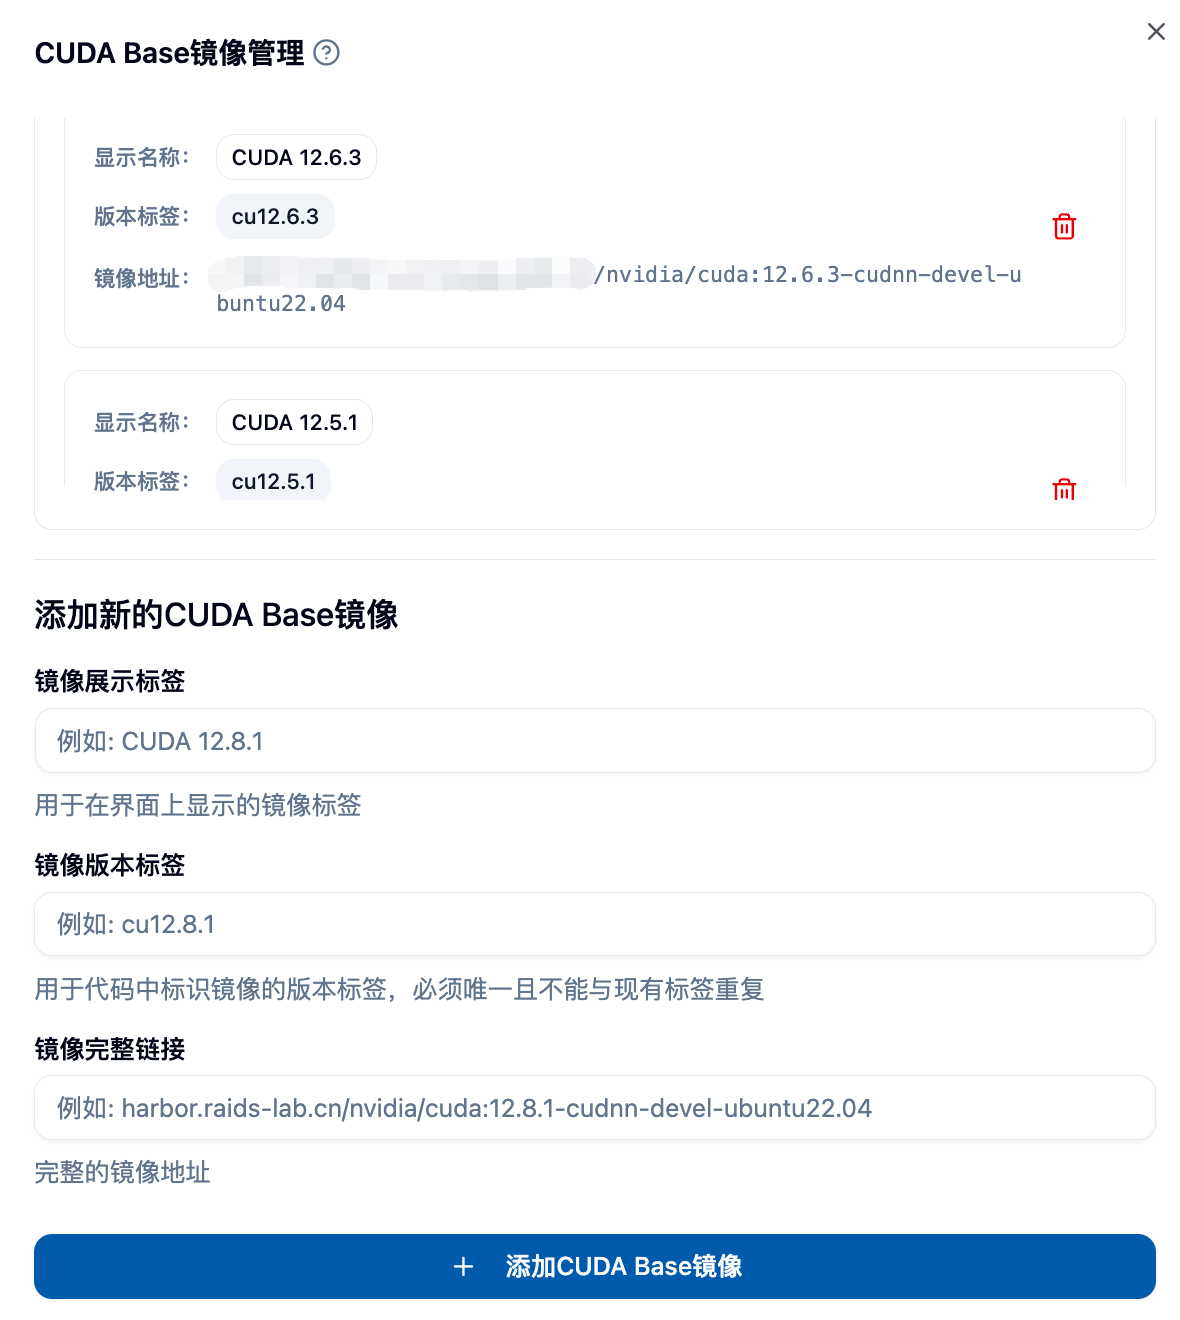 CUDA Base镜像管理
显示名称： CUDA 12.6.3
版本标签： cu12.6.3
镜像地址： /nvidia/cuda:12.6.3-cudnn-devel-u
buntu22.04
显示名称： CUDA 12.5.1
版本标签： cu12.5.1
添加新的CUDA Base镜像
镜像展示标签
例如: CUDA 12.8.1
用于在界面上显示的镜像标签
镜像版本标签
例如: cu12.8.1
用于代码中标识镜像的版本标签，必须唯一且不能与现有标签重复
镜像完整链接
例如: harbor.raids-lab.cn/nvidia/cuda:12.8.1-cudnn-devel-ubuntu22.04
完整的镜像地址
添加CUDA Base镜像